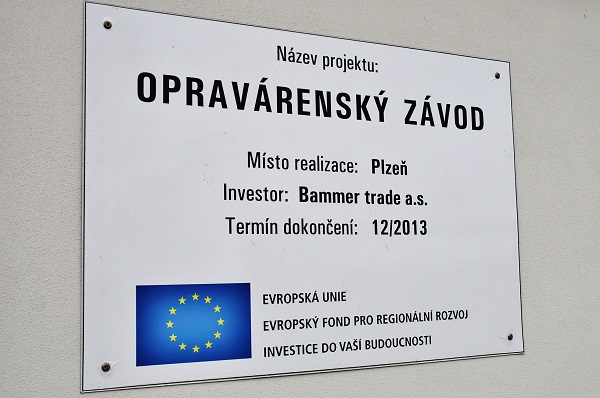 Název projektu:
OPRAVÁRENSKÝ ZÁVOD
Místo realizace: Plzeň
Investor: Bammer trade a.s.
Termín dokončení: 12/2013
EVROPSKÁ UNIE
EVROPSKÝ FOND PRO REGIONÁLNÍ ROZVOJ
INVESTICE DO VAŠÍ BUDOUCNOSTI